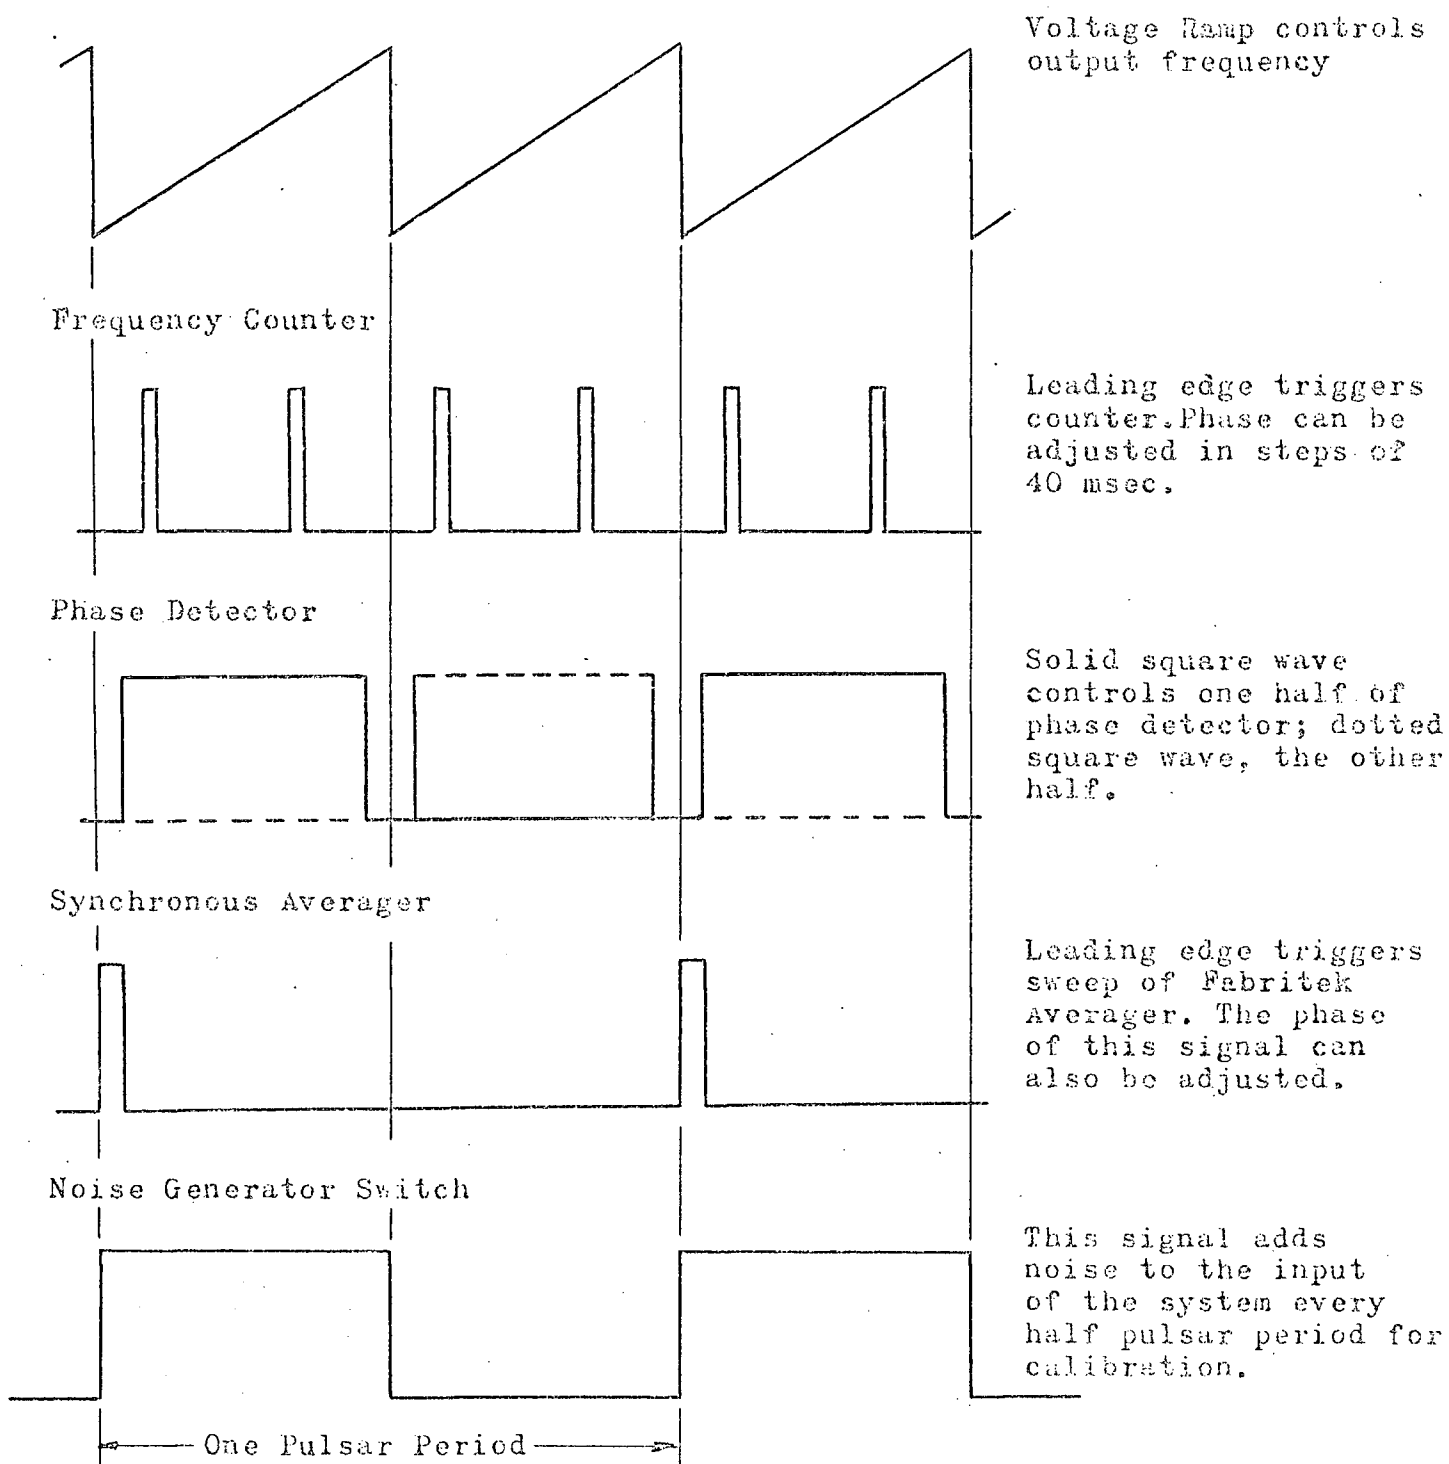 Voltage Ramp controls
output frequency
Frequency Counter
Leading edge triggers
counter.Phase can be
adjusted in steps of
40 msec.
Phase Detector
Solid square wave
controls one half of
phase detector; dotted
square wave, the other
half.
Synchronous Averager
Leading edge triggers
sweep of Fabritek
Averager. The phase
of this signal can
also be adjusted.
Noise Generator Switch
This signal adds
noise to the input
of the system every
half pulsar period for
calibration.
One Pulsar Period